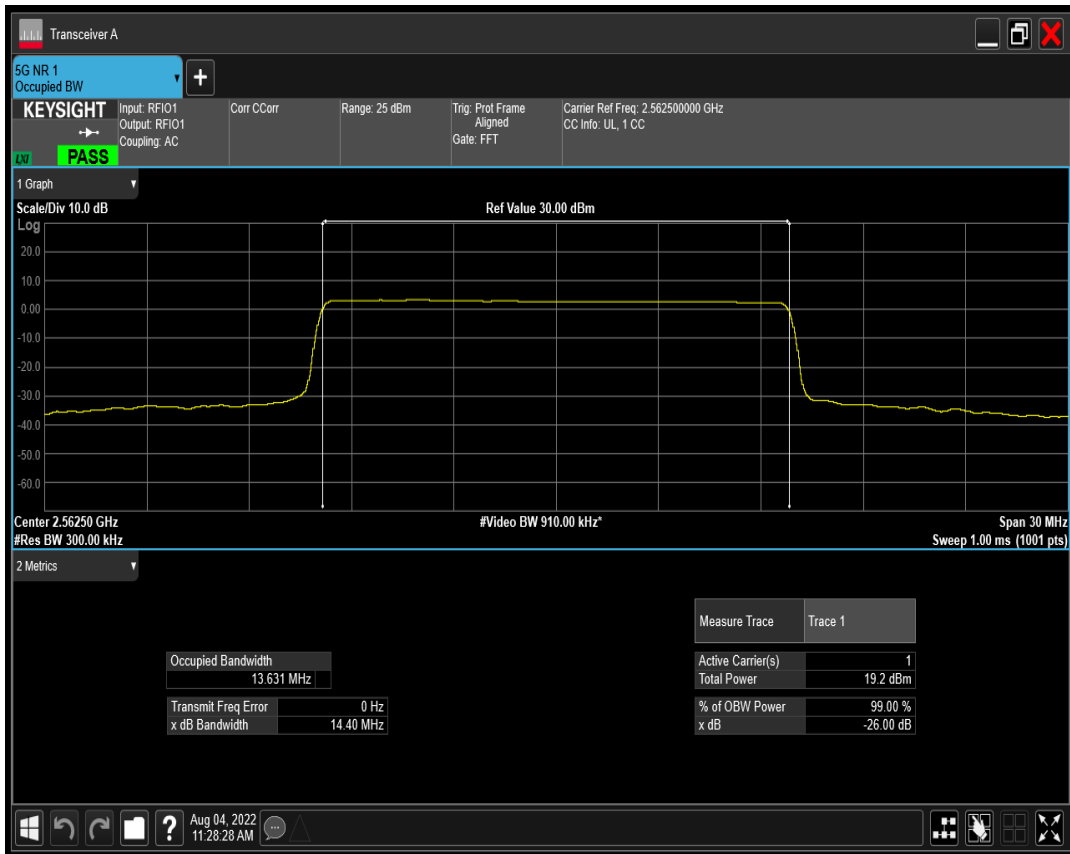 Transceiver A
5G NR 1
Occupied BW
+
KEYSIGHT
LXI
PASS
Input: RFIO1
Output: RFIO1
Coupling: AC
Corr CCorr
Range: 25 dBm
Trig: Prot Frame
Aligned
Gate: FFT
Carrier Ref Freq: 2.562500000 GHz
CC Info: UL, 1 CC
1 Graph
Scale/Div 10.0 dB
Ref Value 30.00 dBm
Log
20.0
10.0
0.00
-10.0
-20.0
-30.0
-40.0
-50.0
-60.0
Center 2.56250 GHz
#Video BW 910.00 kHz*
Span 30 MHz
#Res BW 300.00 kHz
Sweep 1.00 ms (1001 pts)
2 Metrics
Measure Trace Trace 1
Occupied Bandwidth
13.631 MHz
Active Carrier(s) 1
Total Power 19.2 dBm
Transmit Freq Error 0 Hz
x dB Bandwidth 14.40 MHz
% of OBW Power 99.00 %
x dB -26.00 dB
?
Aug 04, 2022
11:28:28 AM